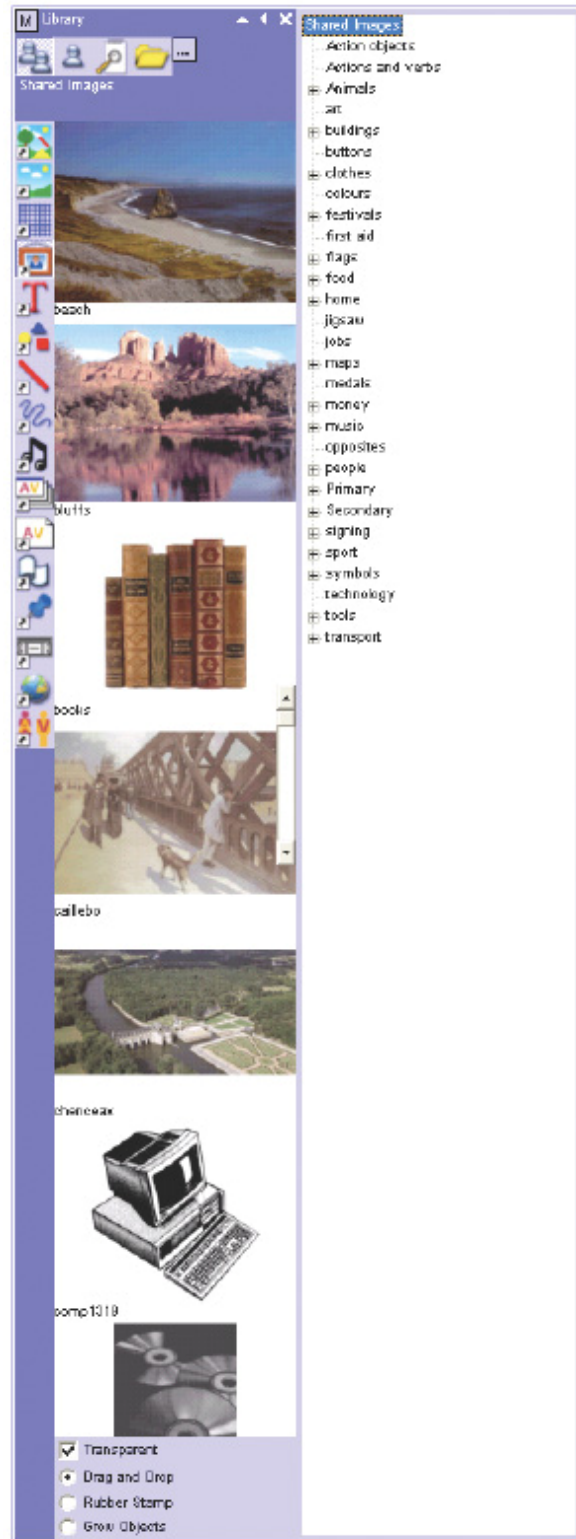 M Library
...
Shared Images
beach
bluffs
books
caillebo
chenceax
comp1319
Transparent
Drag and Drop
Rubber Stamp
Grow Objects
Shared Images
Action objects
Actions and verbs
Animals
art
buildings
buttons
clothes
colours
festivals
first aid
flags
food
home
jigsaw
jobs
maps
medals
money
music
opposites
people
Primary
Secondary
signing
sport
symbols
technology
tools
transport